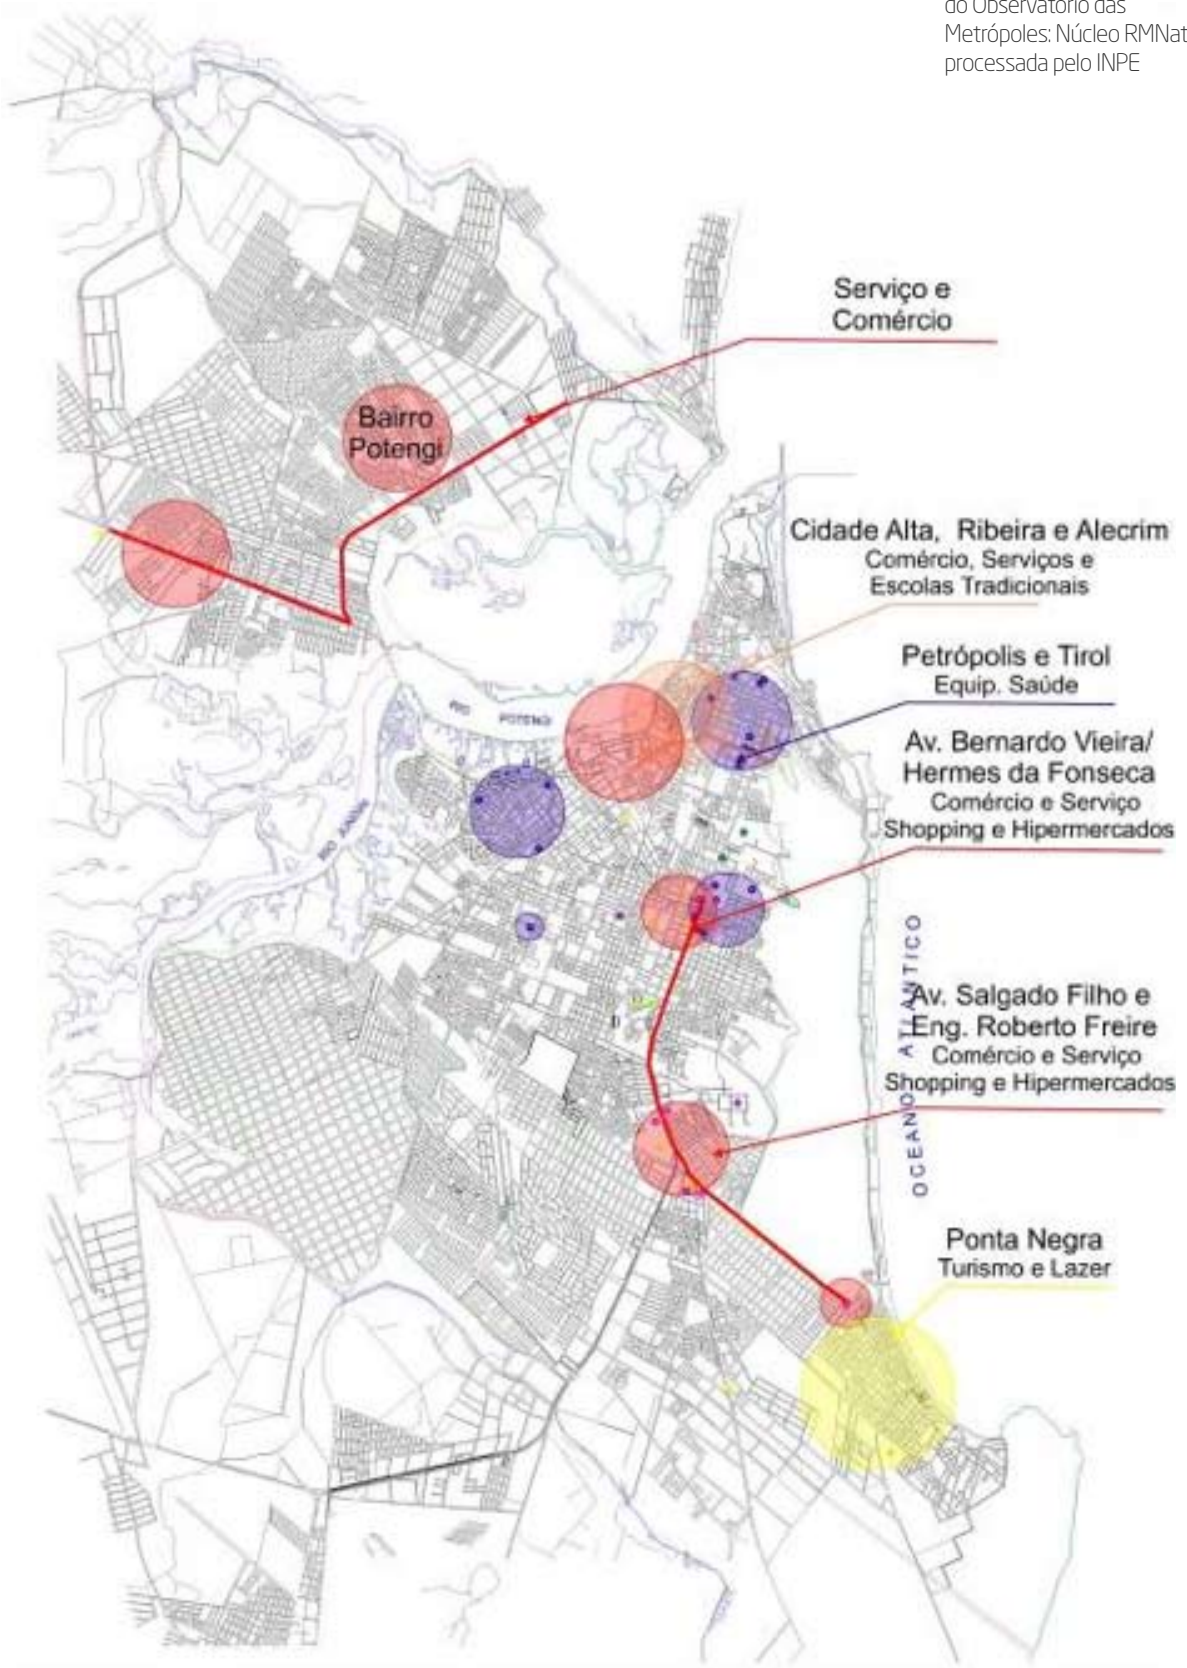 do Observatório das
Metrópoles: Núcleo RMNat
processada pelo INPE
Serviço e
Comércio
Bairro
Potengi
Cidade Alta, Ribeira e Alecrim
Comércio, Serviços e
Escolas Tradicionais
Petrópolis e Tirol
Equip. Saúde
RIO POTENGI
Av. Bernardo Vieira/
Hermes da Fonseca
Comércio e Serviço
Shopping e Hipermercados
RIO JUNDIAÍ
OCEANO ATLÂNTICO
Av. Salgado Filho e
Eng. Roberto Freire
Comércio e Serviço
Shopping e Hipermercados
Ponta Negra
Turismo e Lazer